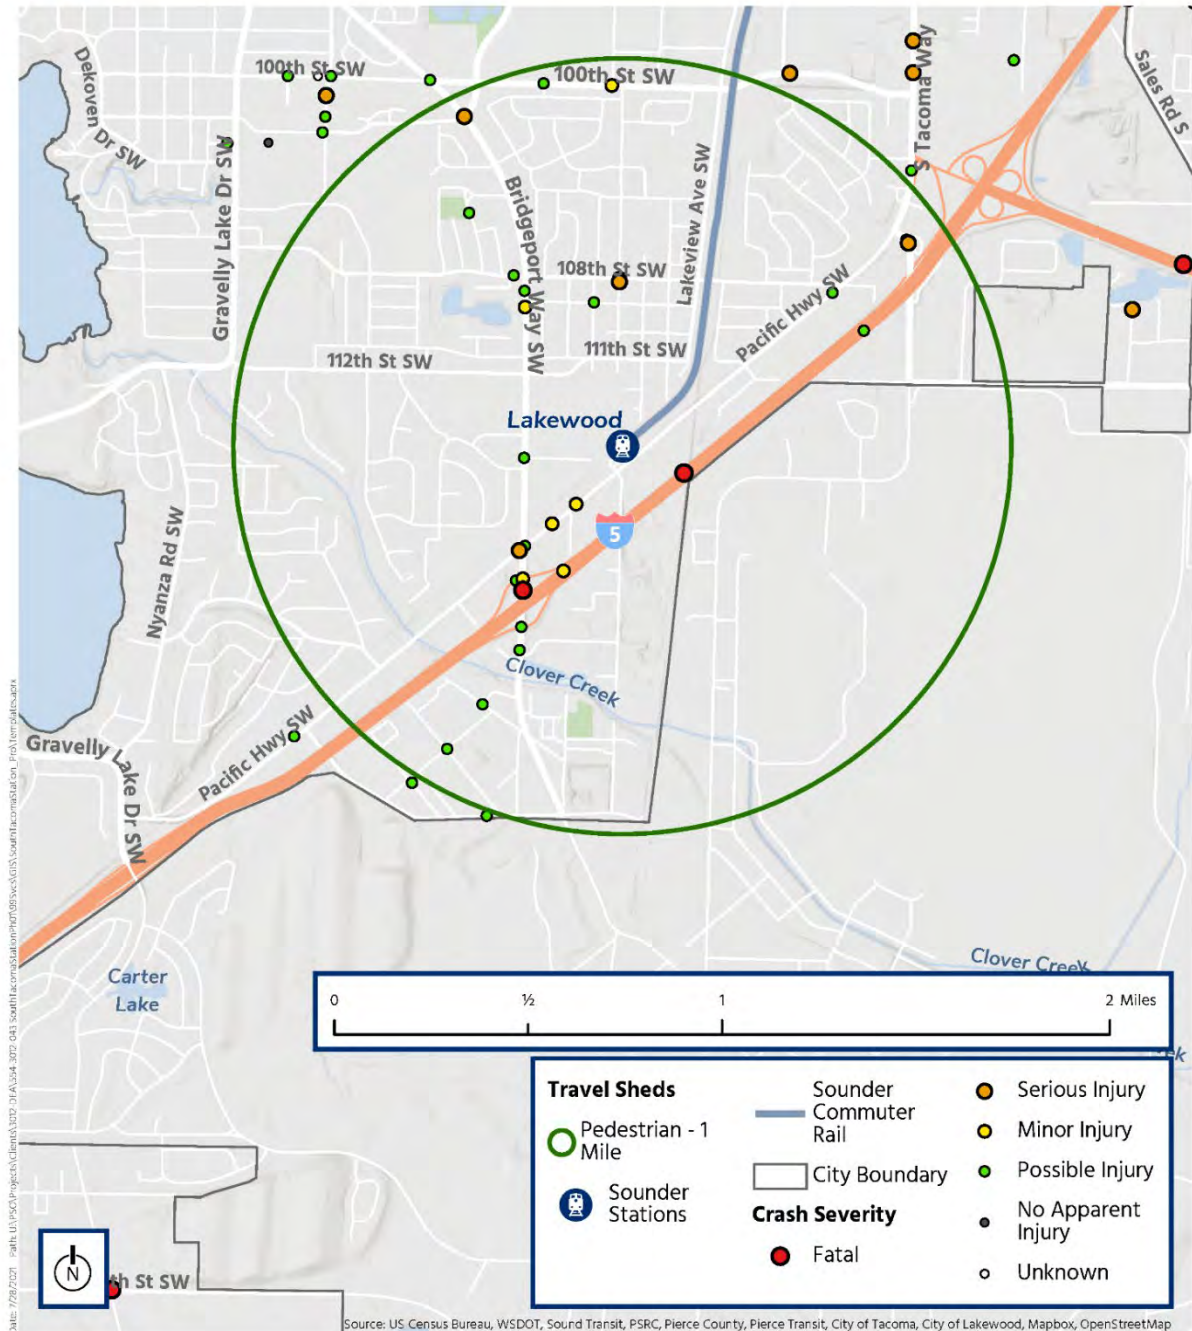 100th St SW
100th St SW
Dekoven Dr SW
S Tacoma Way
Sales Rd S
Gravelly Lake Dr SW
Bridgeport Way SW
Lakeview Ave SW
108th St SW
Pacific Hwy SW
111th St SW
112th St SW
Lakewood
5
Nyanza Rd SW
Clover Creek
Pacific Hwy SW
Gravelly Lake Dr SW
Clover Creek
Carter
Lake
0 ½ 1 2 Miles
ek
Travel Sheds
Pedestrian - 1
Mile
Sounder
Stations
Sounder
Commuter
Rail
City Boundary
Crash Severity
Fatal
Serious Injury
Minor Injury
Possible Injury
No Apparent
Injury
Unknown
N
th St SW
Source: US Census Bureau, WSDOT, Sound Transit, PSRC, Pierce County, Pierce Transit, City of Tacoma, City of Lakewood, Mapbox, OpenStreetMap
Date: 7/28/2021